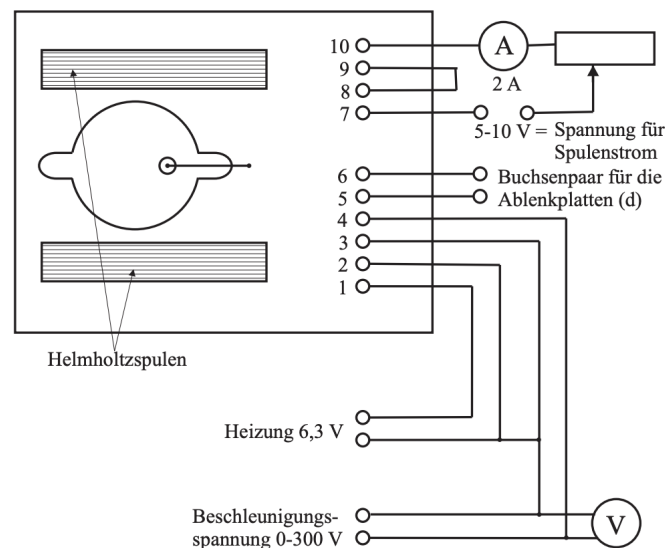 10
A
9
8
2 A
7
5-10 V = Spannung für
Spulenstrom
6
Buchsenpaar für die
5
Ablenkplatten (d)
4
3
2
1
Helmholtzspulen
Heizung 6,3 V
Beschleunigungs-
spannung 0-300 V
V